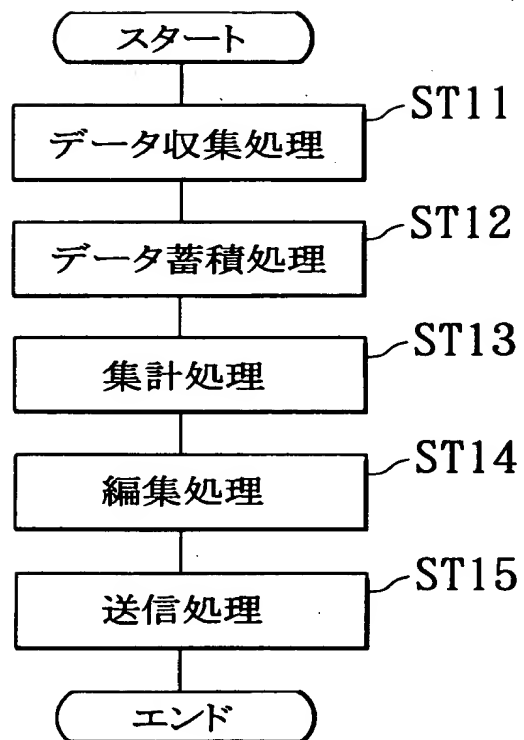 スタート
ST11
データ収集処理
ST12
データ蓄積処理
ST13
集計処理
ST14
編集処理
ST15
送信処理
エンド